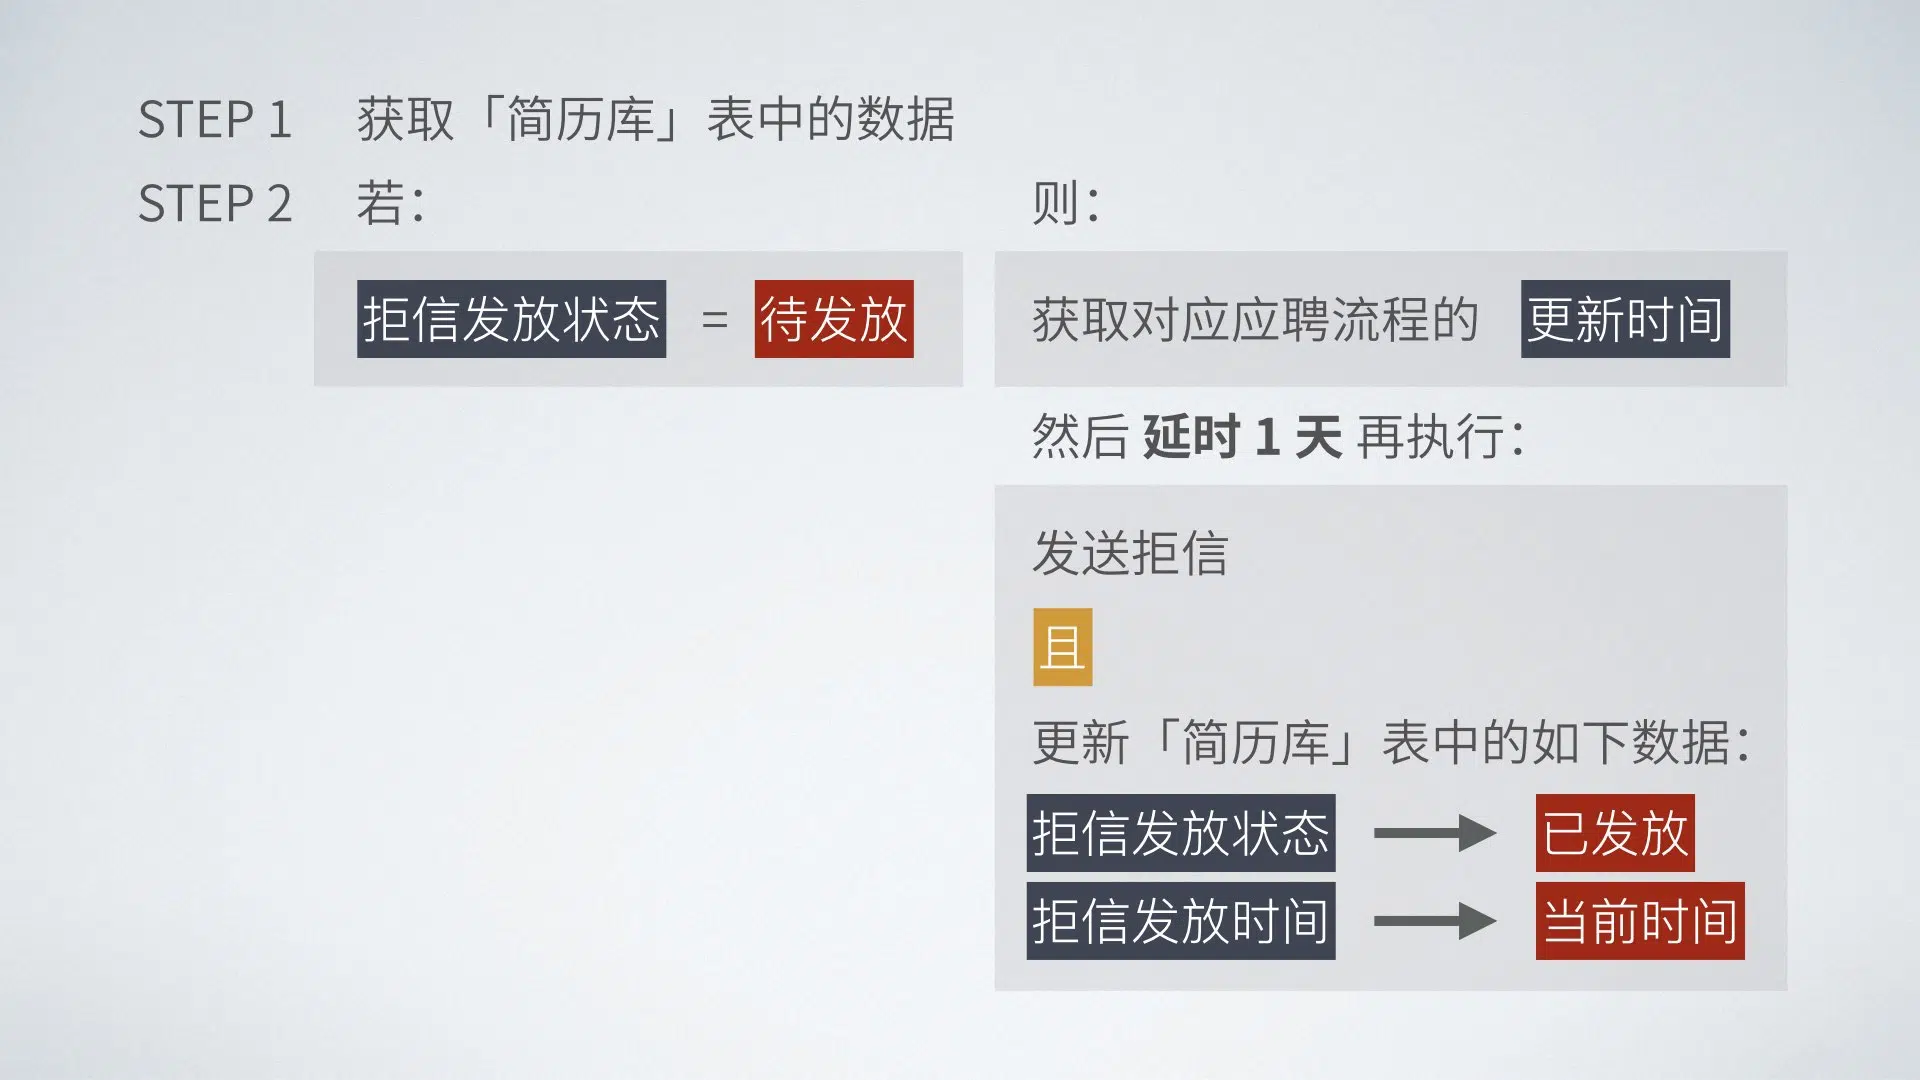 STEP 1 获取「简历库」表中的数据
STEP 2 若： 则：
拒信发放状态 = 待发放 获取对应应聘流程的 更新时间
然后 延时 1 天 再执行：
发送拒信
且
更新「简历库」表中的如下数据：
拒信发放状态 已发放
拒信发放时间 当前时间